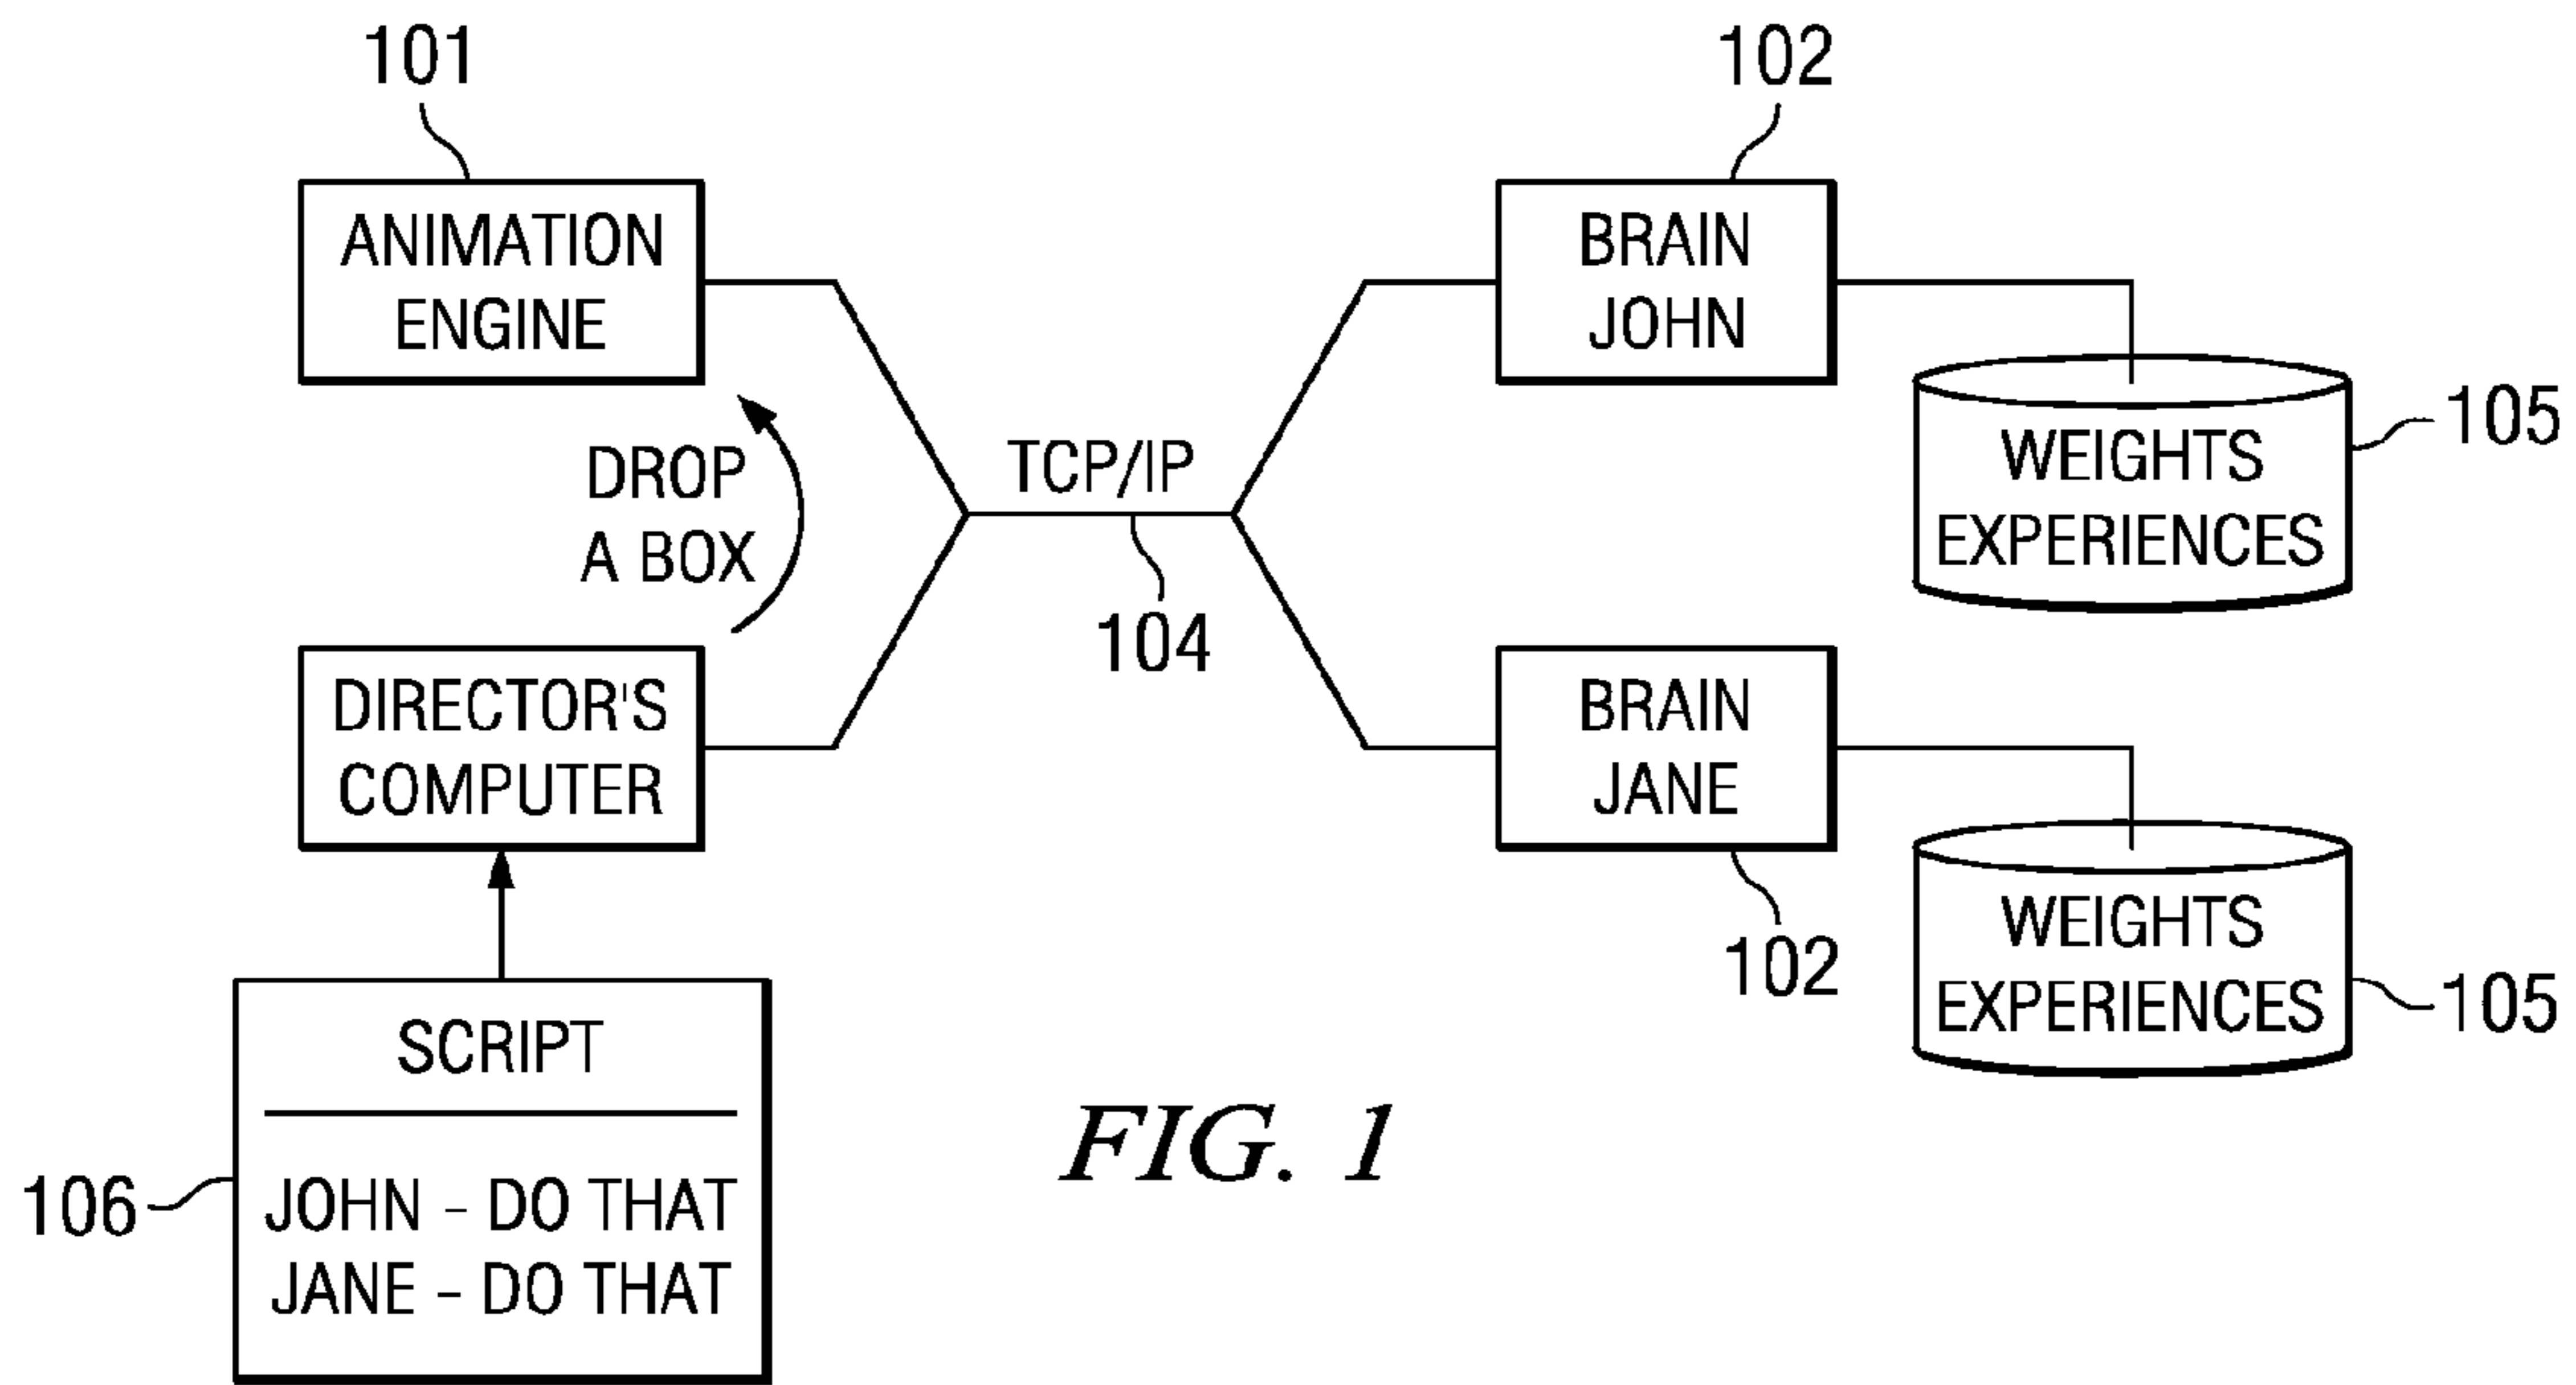 101
102
ANIMATION
ENGINE
BRAIN
JOHN
105
WEIGHTS
EXPERIENCES
DROP
A BOX
TCP/IP
104
DIRECTOR'S
COMPUTER
BRAIN
JANE
102
WEIGHTS
EXPERIENCES
105
SCRIPT
106
JOHN - DO THAT
JANE - DO THAT
FIG. 1